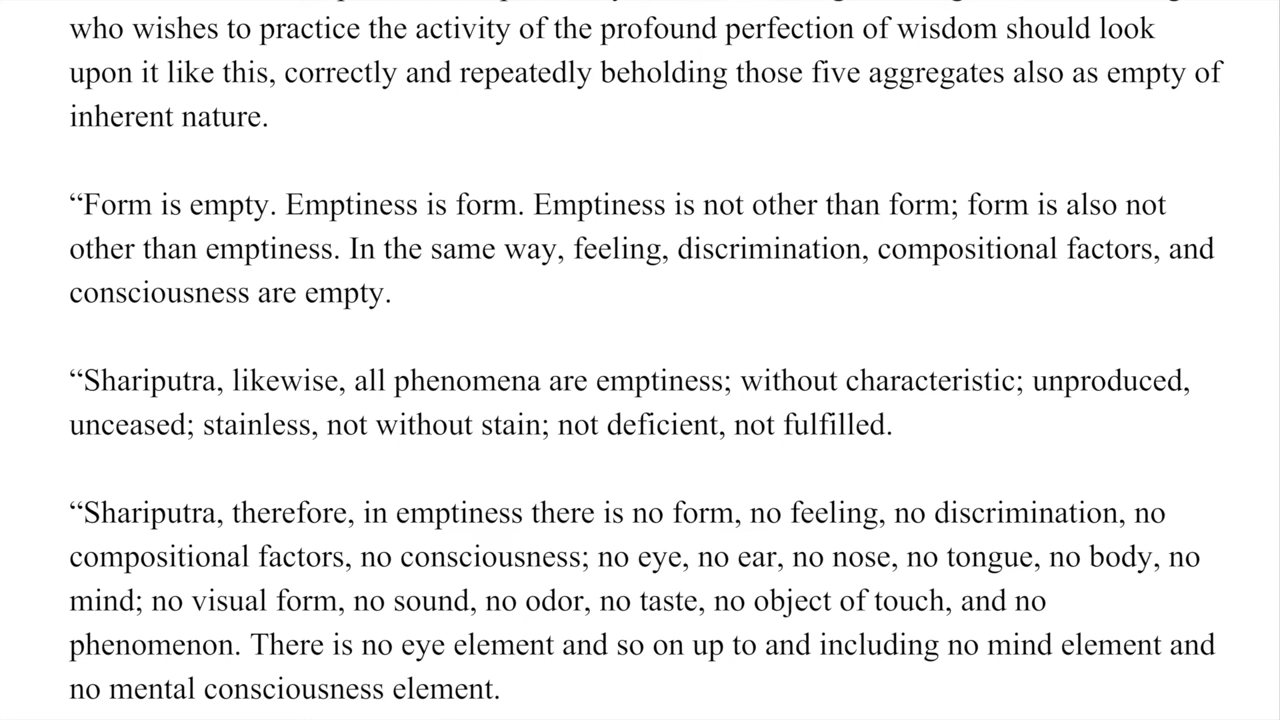 who wishes to practice the activity of the profound perfection of wisdom should look
upon it like this, correctly and repeatedly beholding those five aggregates also as empty of
inherent nature.
“Form is empty. Emptiness is form. Emptiness is not other than form; form is also not
other than emptiness. In the same way, feeling, discrimination, compositional factors, and
consciousness are empty.
“Shariputra, likewise, all phenomena are emptiness; without characteristic; unproduced,
unceased; stainless, not without stain; not deficient, not fulfilled.
“Shariputra, therefore, in emptiness there is no form, no feeling, no discrimination, no
compositional factors, no consciousness; no eye, no ear, no nose, no tongue, no body, no
mind; no visual form, no sound, no odor, no taste, no object of touch, and no
phenomenon. There is no eye element and so on up to and including no mind element and
no mental consciousness element.